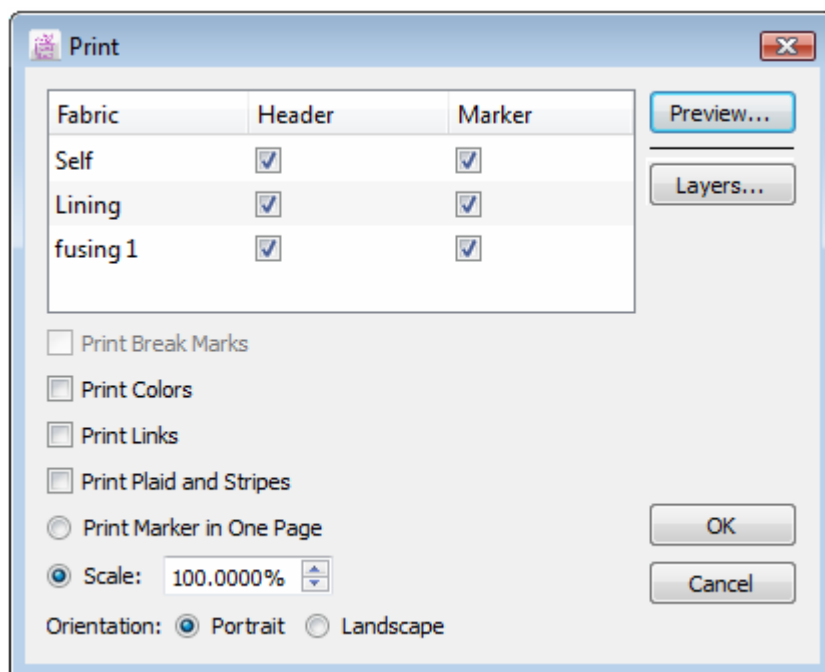 Print
Fabric Header Marker
Preview...
Self
Layers...
Lining
fusing 1
Print Break Marks
Print Colors
Print Links
Print Plaid and Stripes
Print Marker in One Page
OK
Scale: 100.0000%
Cancel
Orientation: Portrait Landscape